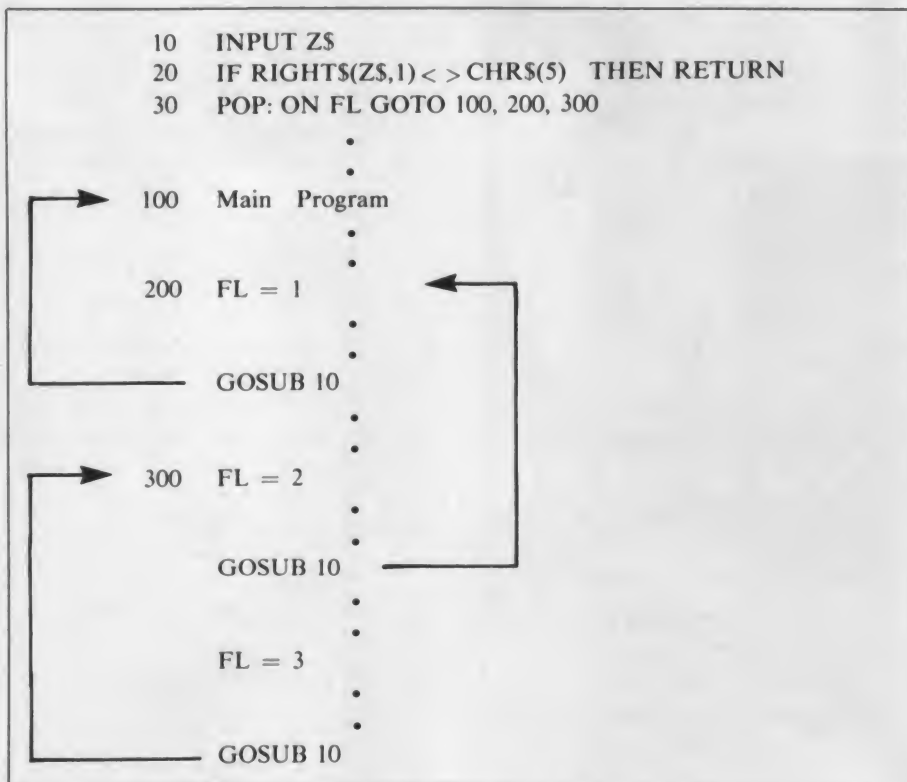 10 INPUT Z$
20 IF RIGHT$(Z$,1) < > CHR$(5) THEN RETURN
30 POP: ON FL GOTO 100, 200, 300
100 Main Program
200 FL = 1
GOSUB 10
300 FL = 2
GOSUB 10
FL = 3
GOSUB 10